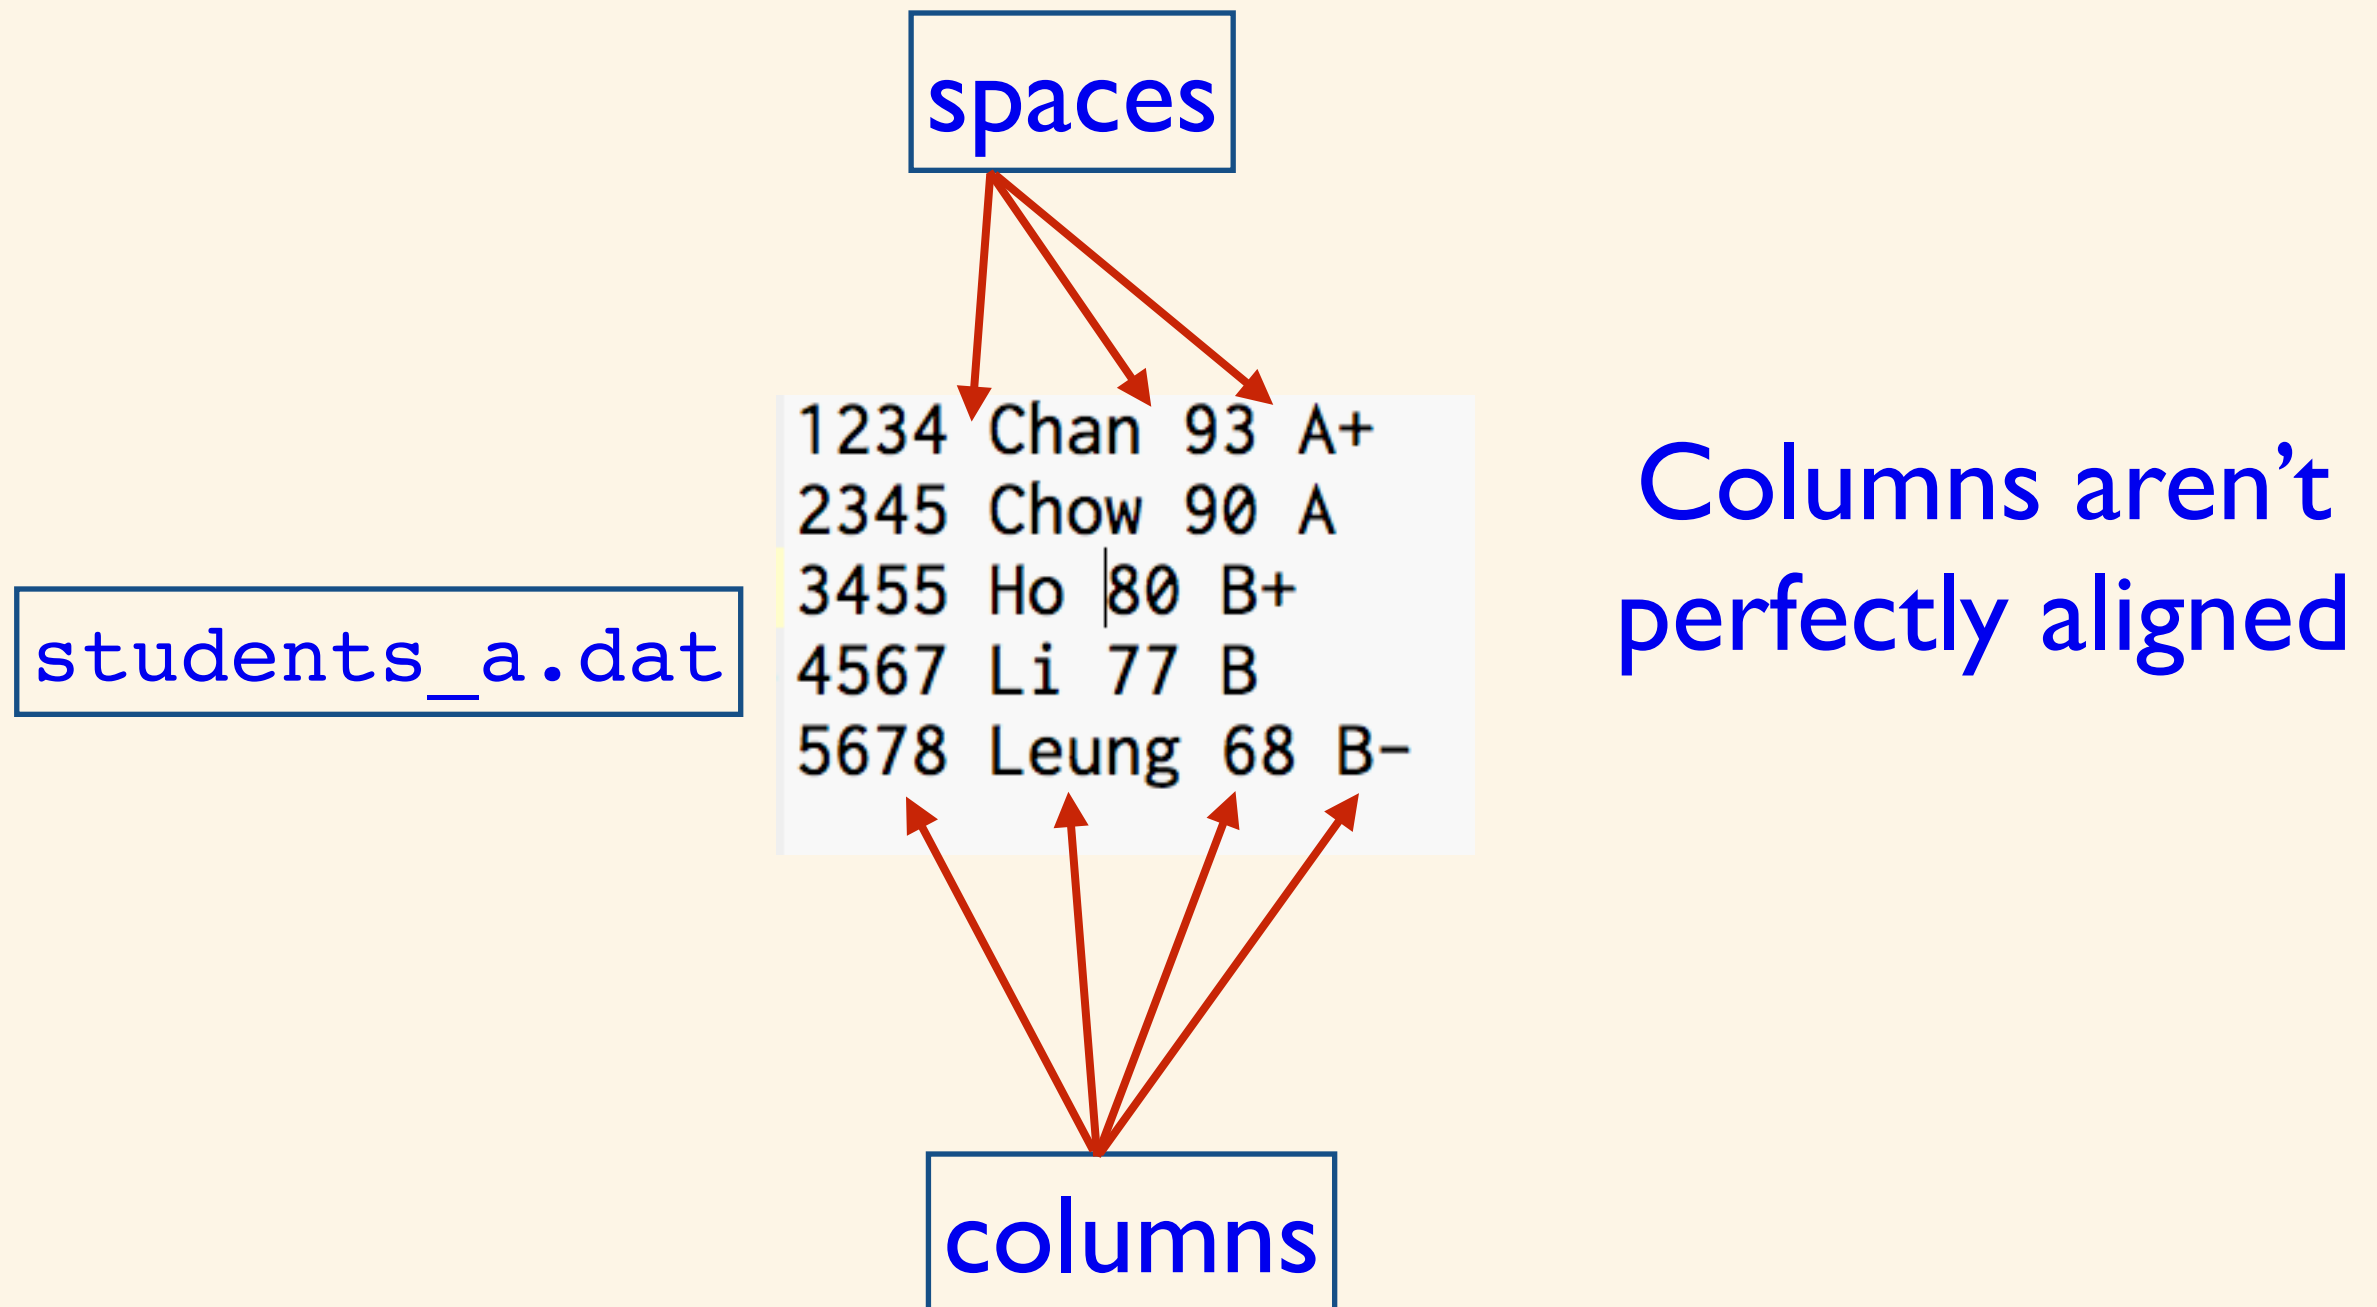 spaces
1234 Chan 93 A+
2345 Chow 90 A
3455 Ho 80 B+
4567 Li 77 B
5678 Leung 68 B-
students_a.dat
Columns aren’t
perfectly aligned
columns